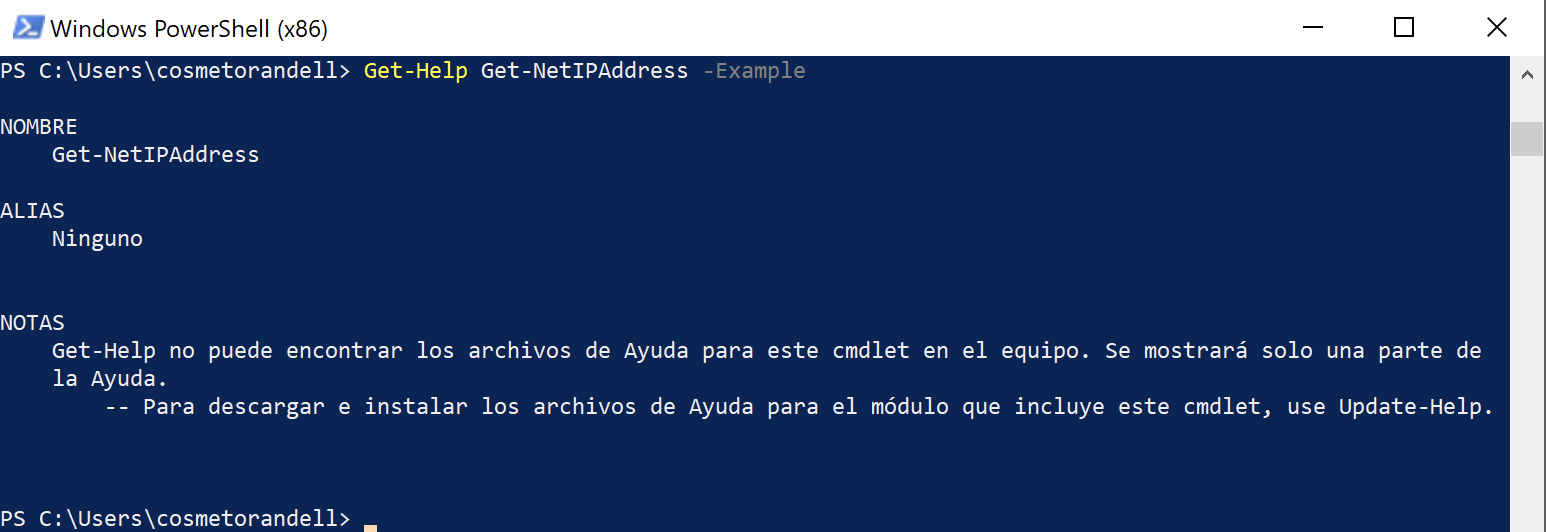 Windows PowerShell (x86)
PS C:\Users\cosmetorandell> Get-Help Get-NetIPAddress -Example
NOMBRE
Get-NetIPAddress
ALIAS
Ninguno
NOTAS
Get-Help no puede encontrar los archivos de Ayuda para este cmdlet en el equipo. Se mostrará solo una parte de
la Ayuda.
-- Para descargar e instalar los archivos de Ayuda para el módulo que incluye este cmdlet, use Update-Help.
PS C:\Users\cosmetorandell>